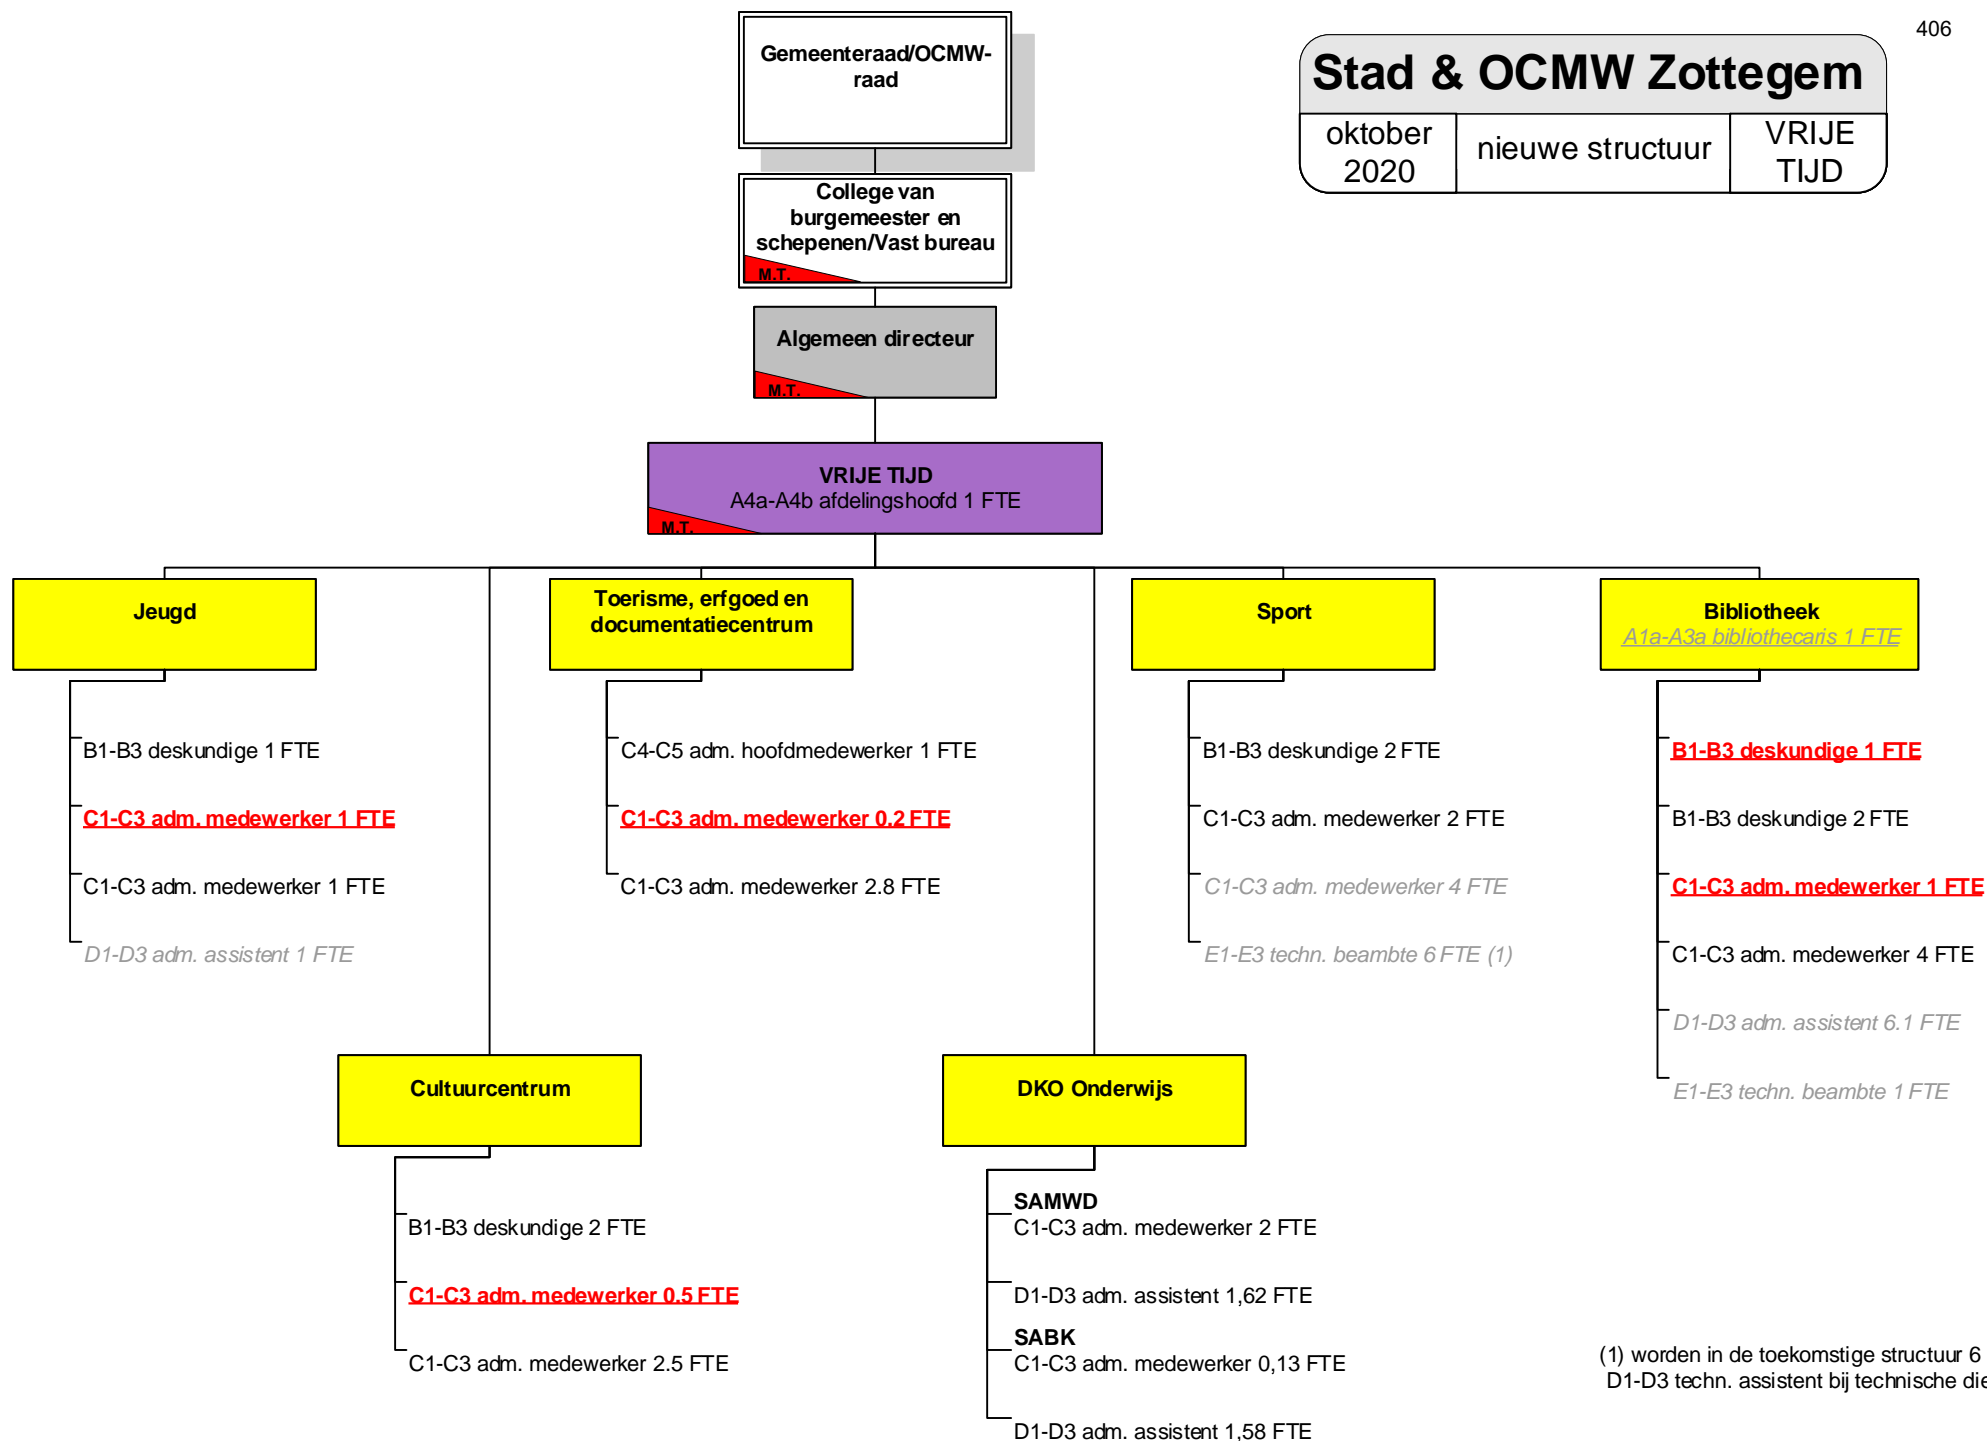 406
Stad & OCMW Zottegem
oktober
2020
nieuwe structuur
VRIJE
TIJD
Gemeenteraad/OCMW-
raad
College van
burgemeester en
schepenen/Vast bureau
M.T.
Algemeen directeur
M.T.
VRIJE TIJD
A4a-A4b afdelingshoofd 1 FTE
M.T.
Jeugd
B1-B3 deskundige 1 FTE
C1-C3 adm. medewerker 1 FTE
C1-C3 adm. medewerker 1 FTE
D1-D3 adm. assistent 1 FTE
Toerisme, erfgoed en
documentatiecentrum
C4-C5 adm. hoofdmedewerker 1 FTE
C1-C3 adm. medewerker 0.2 FTE
C1-C3 adm. medewerker 2.8 FTE
Sport
B1-B3 deskundige 2 FTE
C1-C3 adm. medewerker 2 FTE
C1-C3 adm. medewerker 4 FTE
E1-E3 techn. beambte 6 FTE (1)
Bibliotheek
A1a-A3a bibliothecaris 1 FTE
B1-B3 deskundige 1 FTE
B1-B3 deskundige 2 FTE
C1-C3 adm. medewerker 1 FTE
C1-C3 adm. medewerker 4 FTE
D1-D3 adm. assistent 6.1 FTE
E1-E3 techn. beambte 1 FTE
Cultuurcentrum
B1-B3 deskundige 2 FTE
C1-C3 adm. medewerker 0.5 FTE
C1-C3 adm. medewerker 2.5 FTE
DKO Onderwijs
SAMWD
C1-C3 adm. medewerker 2 FTE
D1-D3 adm. assistent 1,62 FTE
SABK
C1-C3 adm. medewerker 0,13 FTE
D1-D3 adm. assistent 1,58 FTE
(1) worden in de toekomstige structuur 6
D1-D3 techn. assistent bij technische